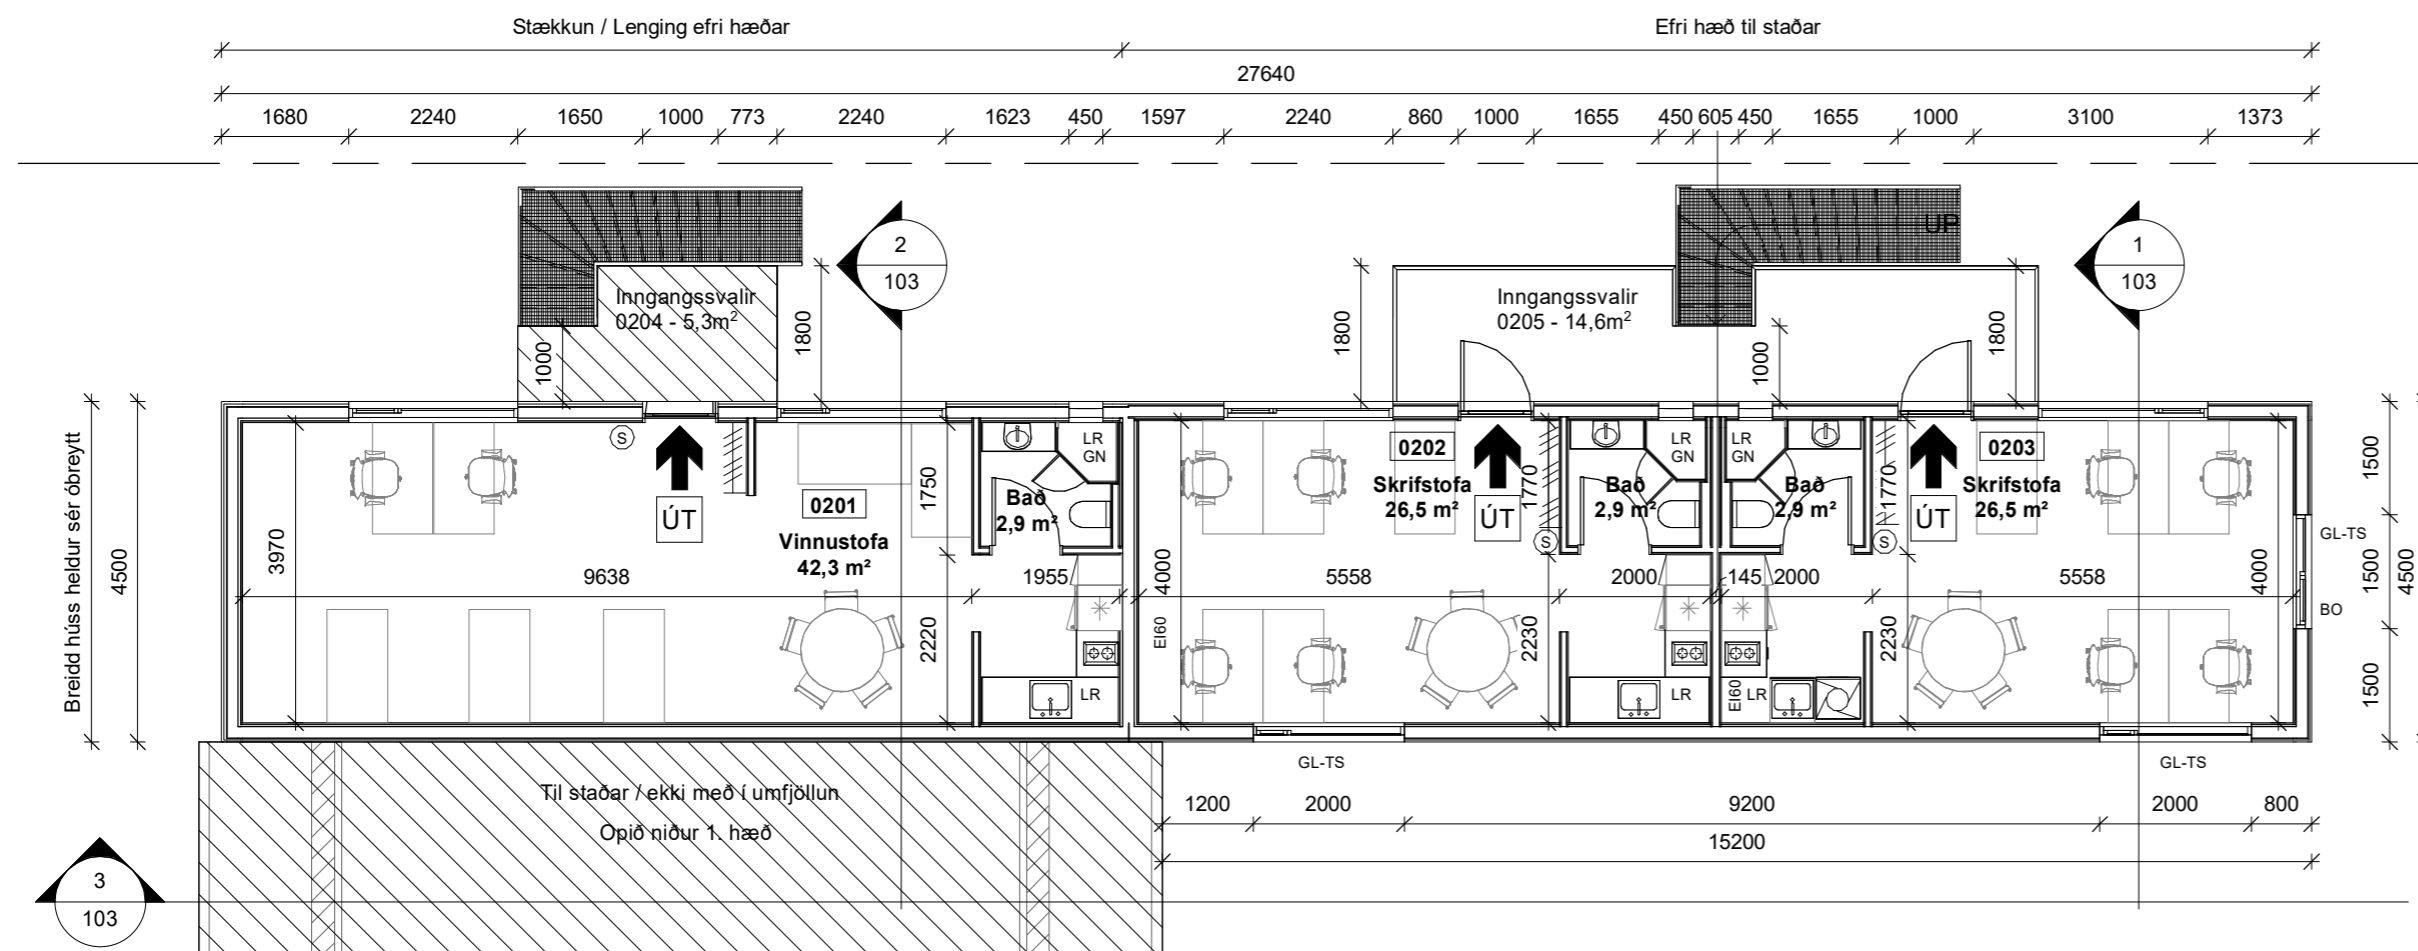 Stækkun / Lenging efri hæðar
Efri hæð til staðar
27640
1680 2240 1650 1000 773 2240 1623 450 1597 2240 860 1000 1655 450 605 450 1655 1000 3100 1373
UP
2
103
1
103
Inngangssvalir
0204 - 5,3m²
Inngangssvalir
0205 - 14,6m²
1000
1800
1800
1000
1800
Breidd húss heldur sér óbreytt
4500
3970
S
ÚT
0201
Vinnustofa
42,3 m²
9638
1750
2220
LR
GN
Bað
2,9 m²
1955
LR
4000
EI60
0202
Skrifstofa
26,5 m²
5558
ÚT
1770
S
2230
LR
GN
Bað
2,9 m²
2000
LR
145
LR
GN
Bað
2,9 m²
2000
EI60
LR
1770
S
2230
ÚT
0203
Skrifstofa
26,5 m²
5558
4000
GL-TS
BO
1500
1500
1500
4500
GL-TS
GL-TS
Til staðar / ekki með í umfjöllun
Opið niður 1. hæð
1200 2000 9200 2000 800
15200
3
103